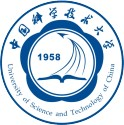 中国科学技术大学
1958
University of Science and Technology of China